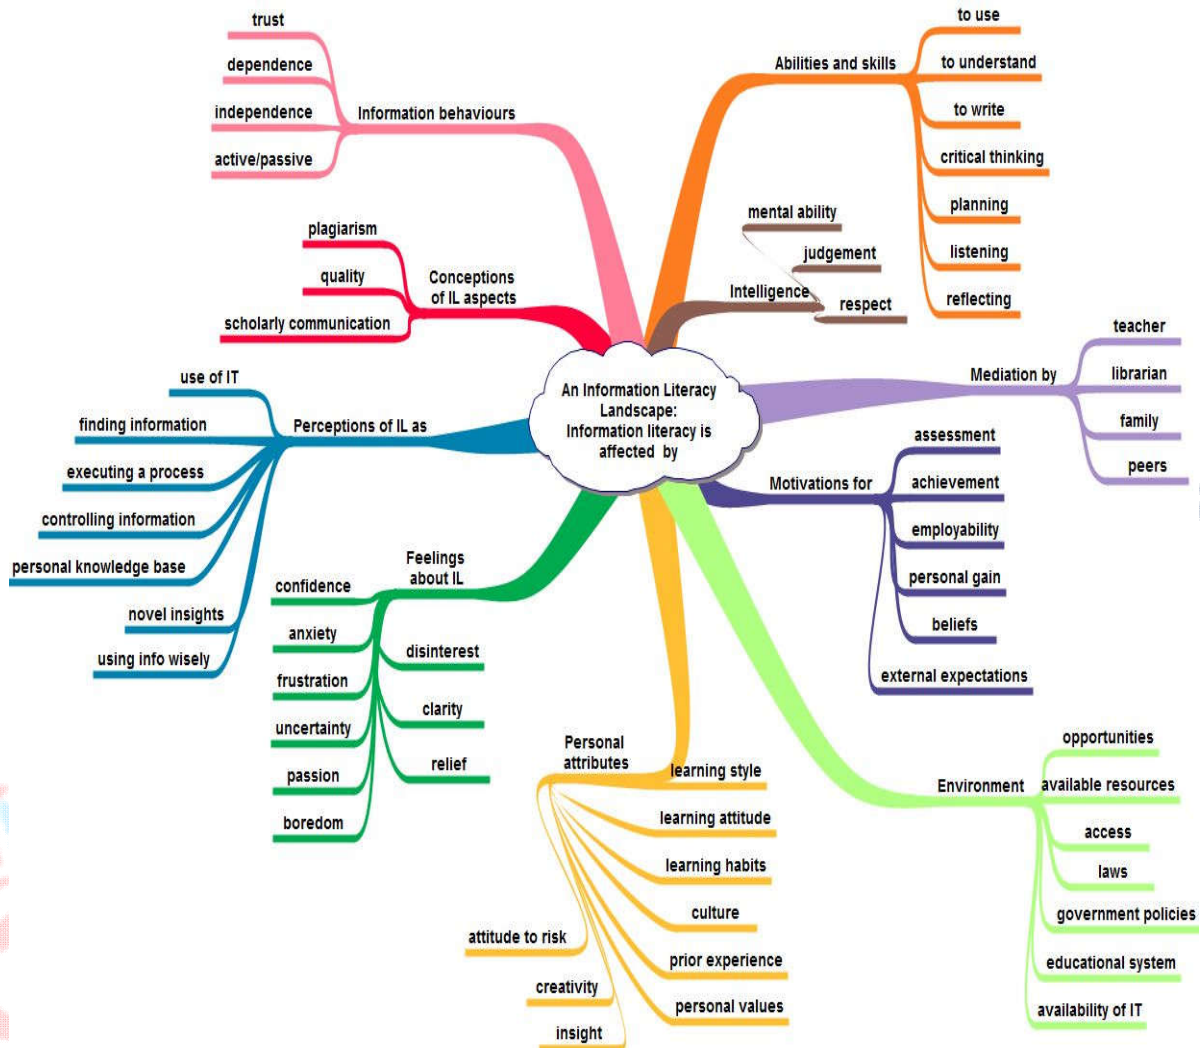 An Information Literacy
Landscape:
Information literacy is
affected by
Information behaviours
trust
dependence
independence
active/passive
Conceptions
of IL aspects
plagiarism
quality
scholarly communication
Perceptions of IL as
use of IT
finding information
executing a process
controlling information
personal knowledge base
novel insights
using info wisely
Feelings
about IL
confidence
anxiety
frustration
uncertainty
passion
boredom
disinterest
clarity
relief
Personal
attributes
learning style
learning attitude
learning habits
culture
prior experience
personal values
attitude to risk
creativity
insight
Abilities and skills
to use
to understand
to write
critical thinking
planning
listening
reflecting
Intelligence
mental ability
judgement
respect
Mediation by
teacher
librarian
family
peers
Motivations for
assessment
achievement
employability
personal gain
beliefs
external expectations
Environment
opportunities
available resources
access
laws
government policies
educational system
availability of IT